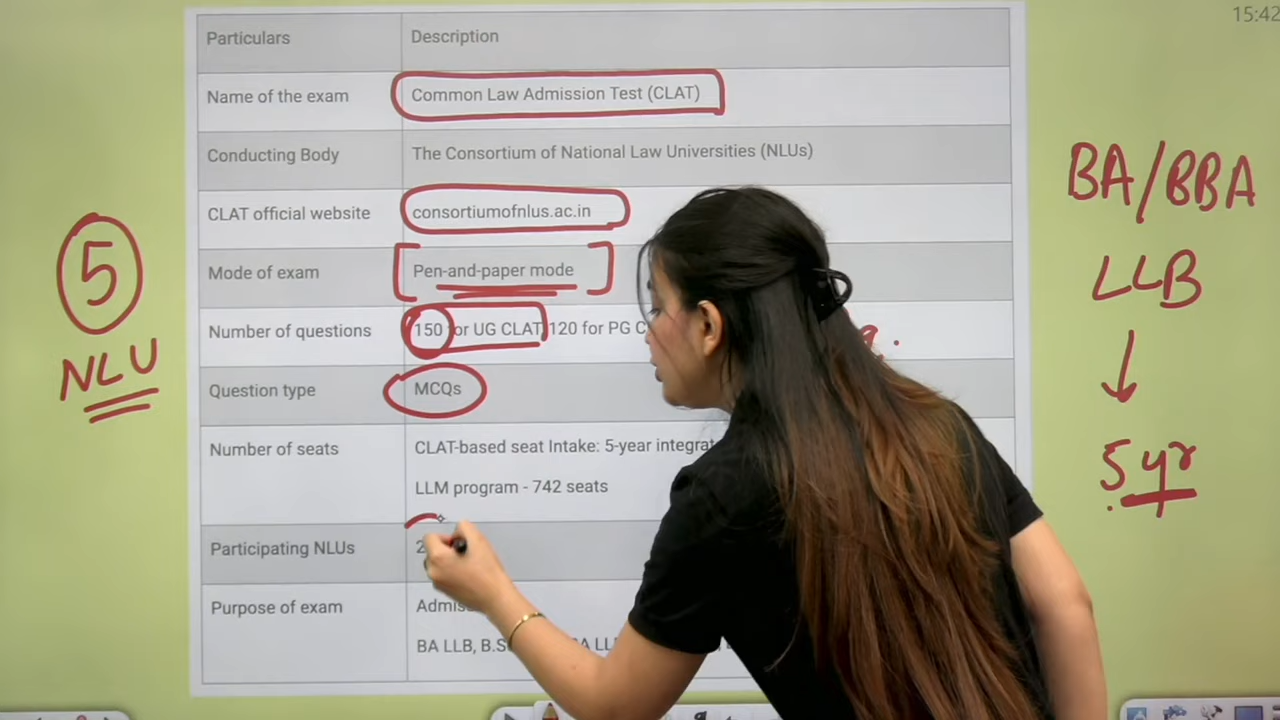 15:42
Particulars Description
Name of the exam Common Law Admission Test (CLAT)
Conducting Body The Consortium of National Law Universities (NLUs)
CLAT official website consortiumofnlus.ac.in
Mode of exam Pen-and-paper mode
Number of questions 150 for UG CLAT 120 for PG
Question type MCQs
Number of seats CLAT-based seat Intake: 5-year
LLM program - 742 seats
Participating NLUs
Purpose of exam
BA LLB,
5
NLU
BA/BBA
LLB
5 yr